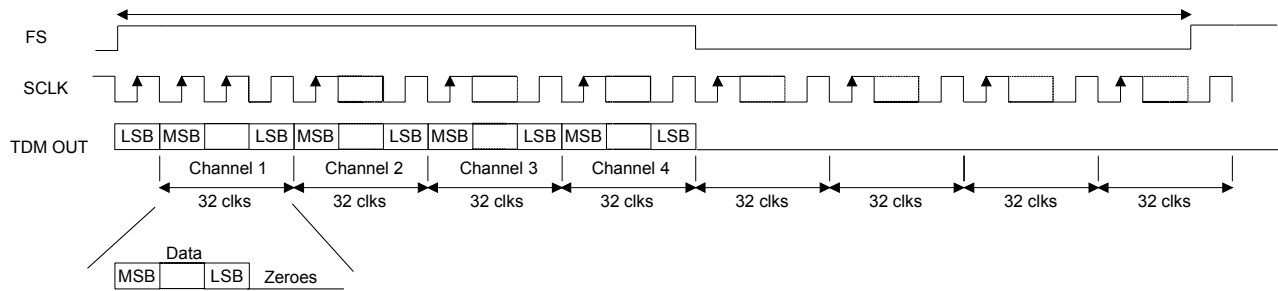 FS
SCLK
TDM OUT
LSB MSB LSB MSB LSB MSB LSB MSB LSB
Channel 1 Channel 2 Channel 3 Channel 4
32 clks 32 clks 32 clks 32 clks 32 clks 32 clks 32 clks 32 clks
Data
MSB LSB Zeroes